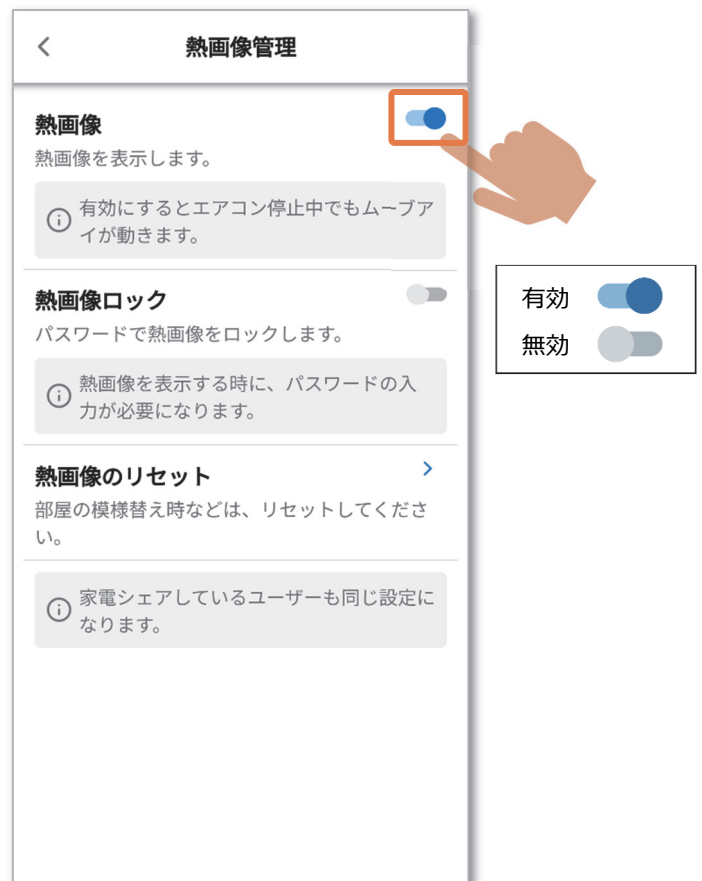 熱画像管理
熱画像
熱画像を表示します。
有効にするとエアコン停止中でもムーブア
イが動きます。
熱画像ロック
パスワードで熱画像をロックします。
熱画像を表示する時に、パスワードの入
力が必要になります。
熱画像のリセット
部屋の模様替え時などは、リセットしてくださ
い。
家電シェアしているユーザーも同じ設定に
なります。
有効
無効